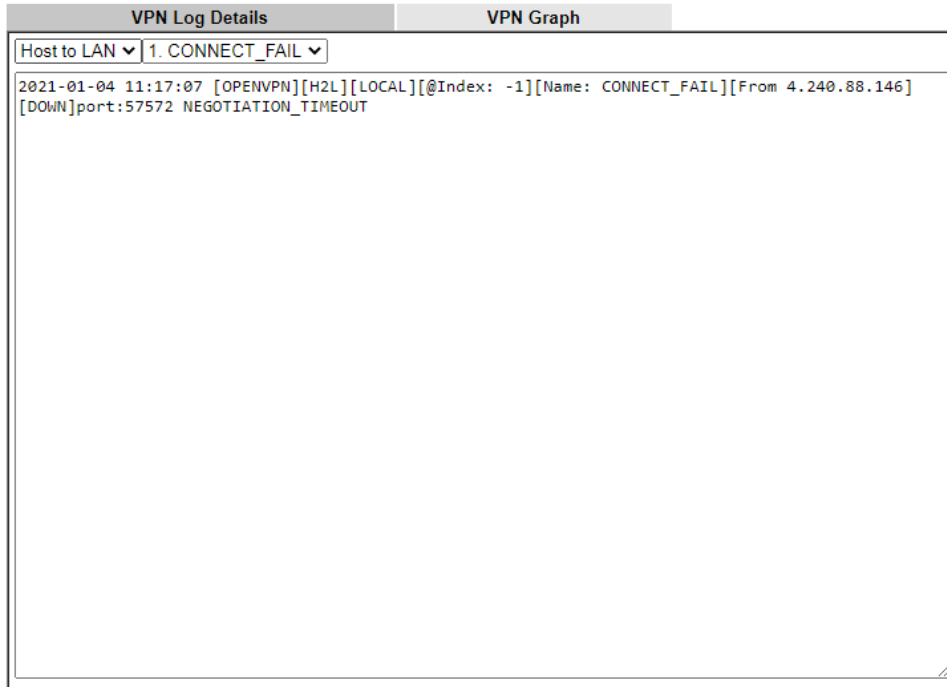 VPN Log Details VPN Graph
Host to LAN 1. CONNECT_FAIL
2021-01-04 11:17:07 [OPENVPN][H2L][LOCAL][@Index: -1][Name: CONNECT_FAIL][From 4.240.88.146]
[DOWN]port:57572 NEGOTIATION_TIMEOUT